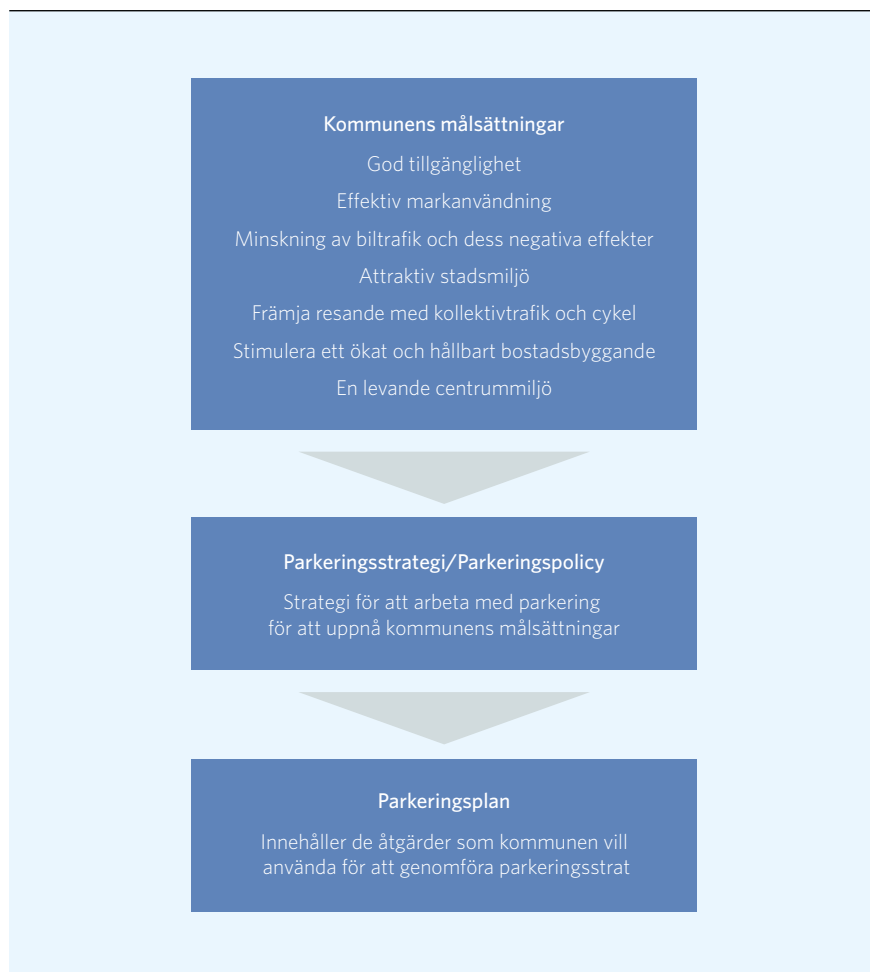 Kommunens målsättningar
God tillgänglighet
Effektiv markanvändning
Minskning av biltrafik och dess negativa effekter
Attraktiv stadsmiljö
Främja resande med kollektivtrafik och cykel
Stimulera ett ökat och hållbart bostadsbyggande
En levande centrummiljö
Parkeringsstrategi/Parkeringspolicy
Strategi för att arbeta med parkering
för att uppnå kommunens målsättningar
Parkeringsplan
Innehåller de åtgärder som kommunen vill
använda för att genomföra parkeringsstrat